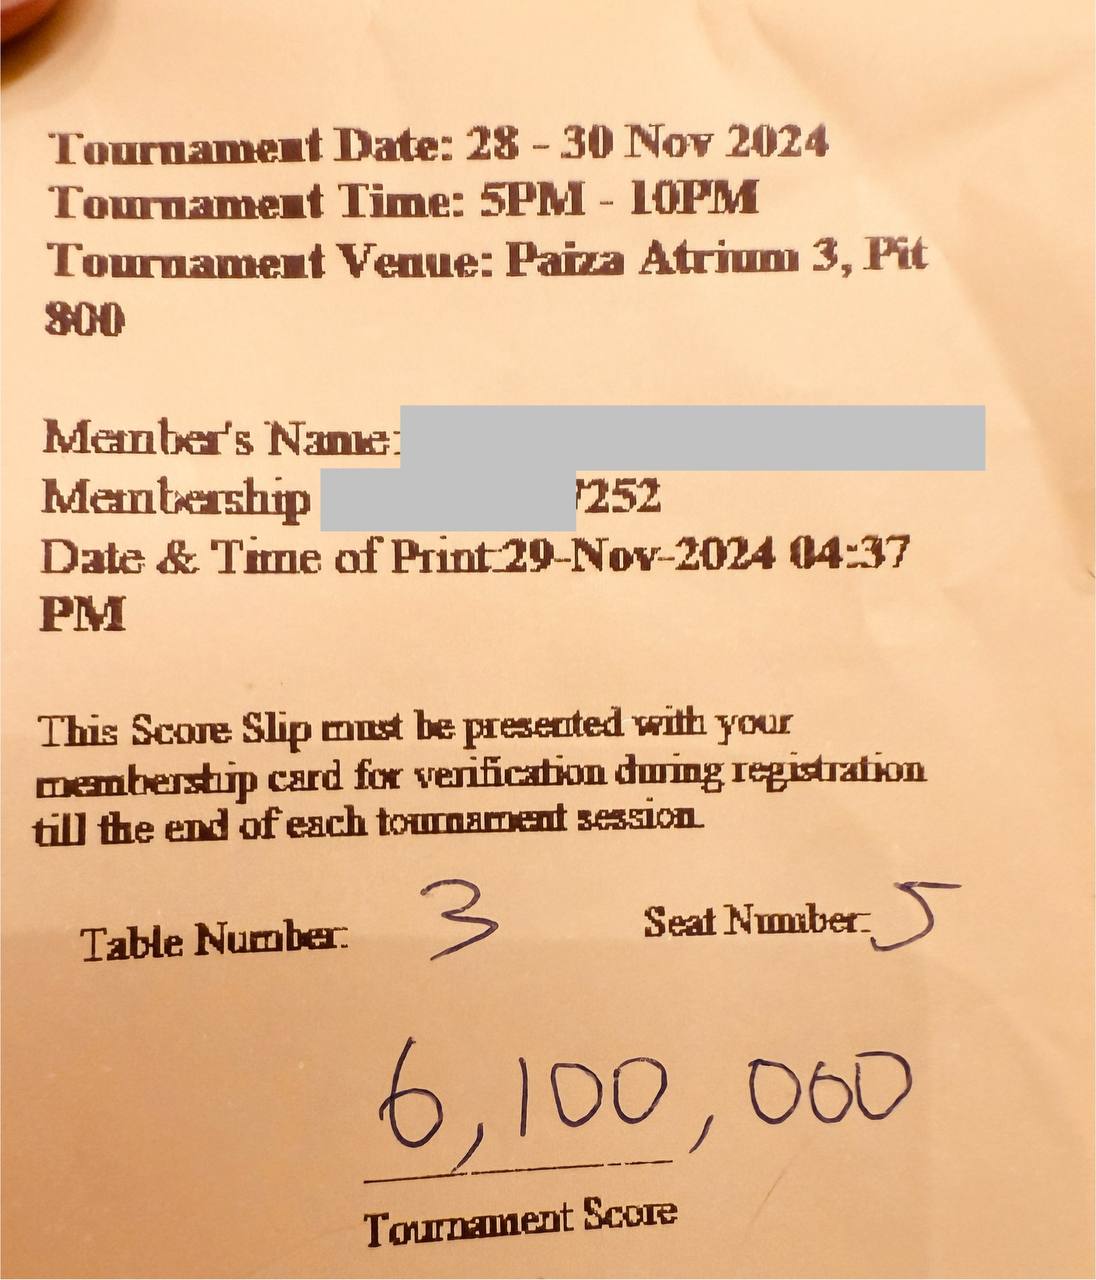 Tournament Date: 28 - 30 Nov 2024
Tournament Time: 5PM - 10PM
Tournament Venue: Paiza Atrium 3, Pit
800
Member's Name:
Membership 7252
Date & Time of Print:29-Nov-2024 04:37
PM
This Score Slip must be presented with your
membership card for verification during registration
till the end of each tournament session.
Table Number: 3 Seat Number: 5
6,100,000
Tournament Score